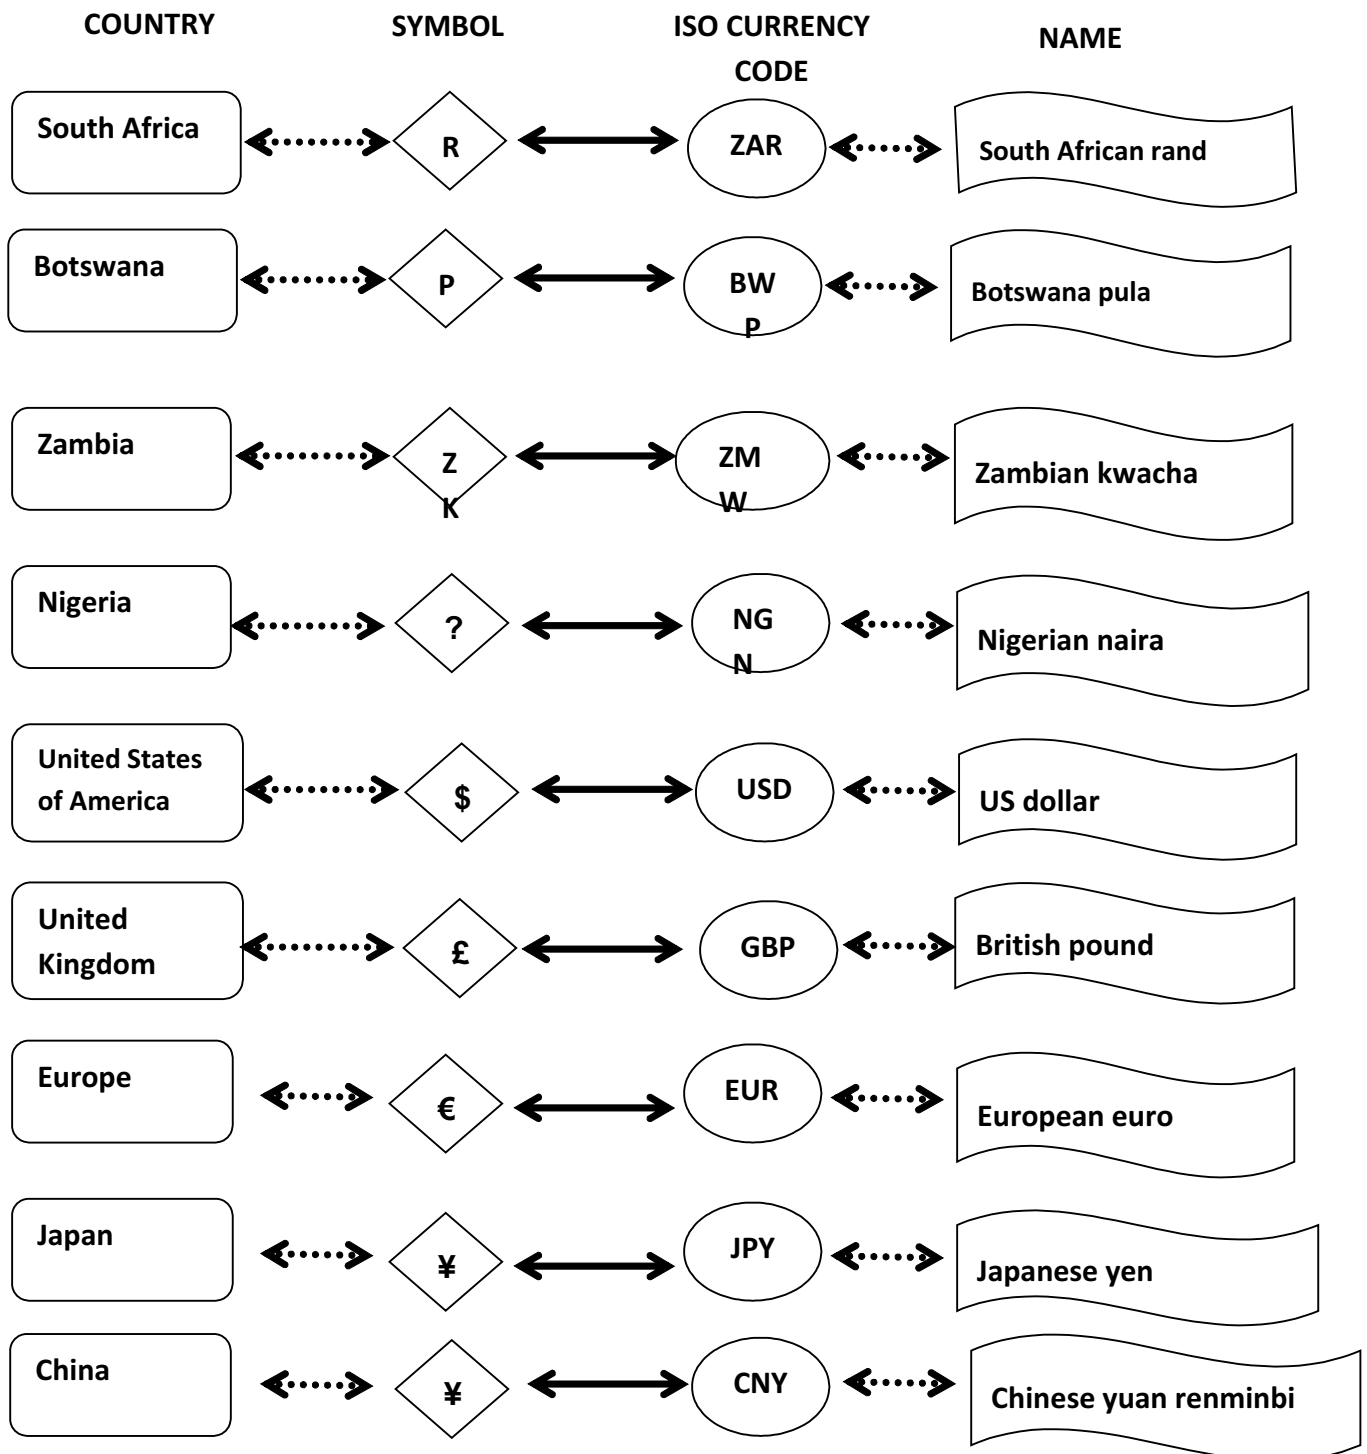 COUNTRY SYMBOL ISO CURRENCY CODE NAME
South Africa R ZAR South African rand
Botswana P BW
P Botswana pula
Zambia Z
K ZM
W Zambian kwacha
Nigeria ? NG
N Nigerian naira
United States
of America $ USD US dollar
United
Kingdom £ GBP British pound
Europe € EUR European euro
Japan ¥ JPY Japanese yen
China ¥ CNY Chinese yuan renminbi